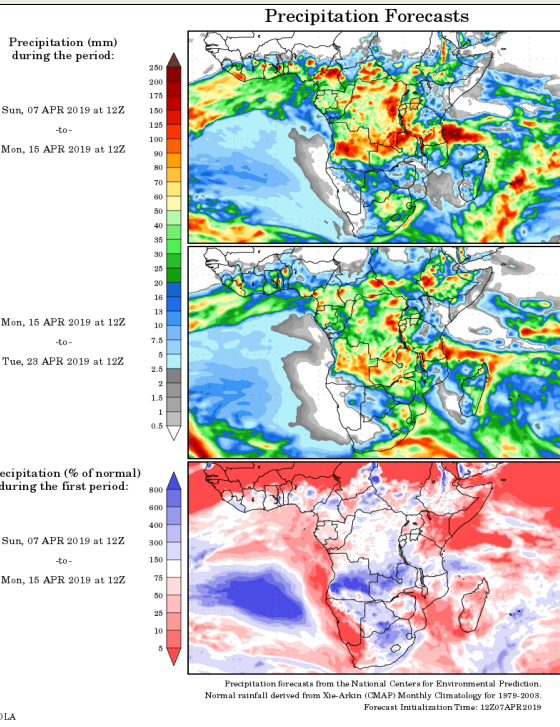 Precipitation Forecasts
Precipitation (mm)
during the period:
Sun, 07 APR 2019 at 12Z
-to-
Mon, 15 APR 2019 at 12Z
250
200
175
150
125
100
90
80
70
60
50
40
35
30
25
20
16
13
10
7.5
5
2.5
2
1.5
1
0.5
Mon, 15 APR 2019 at 12Z
-to-
Tue, 23 APR 2019 at 12Z
ecipitation (% of normal)
during the first period:
Sun, 07 APR 2019 at 12Z
-to-
Mon, 15 APR 2019 at 12Z
800
600
400
300
150
75
50
25
10
5
Precipitation forecasts from the National Centers for Environmental Prediction.
Normal rainfall derived from Xie-Arkin (CMAP) Monthly Climatology for 1979-2003.
Forecast Initialization Time: 12Z07APR2019
OLA